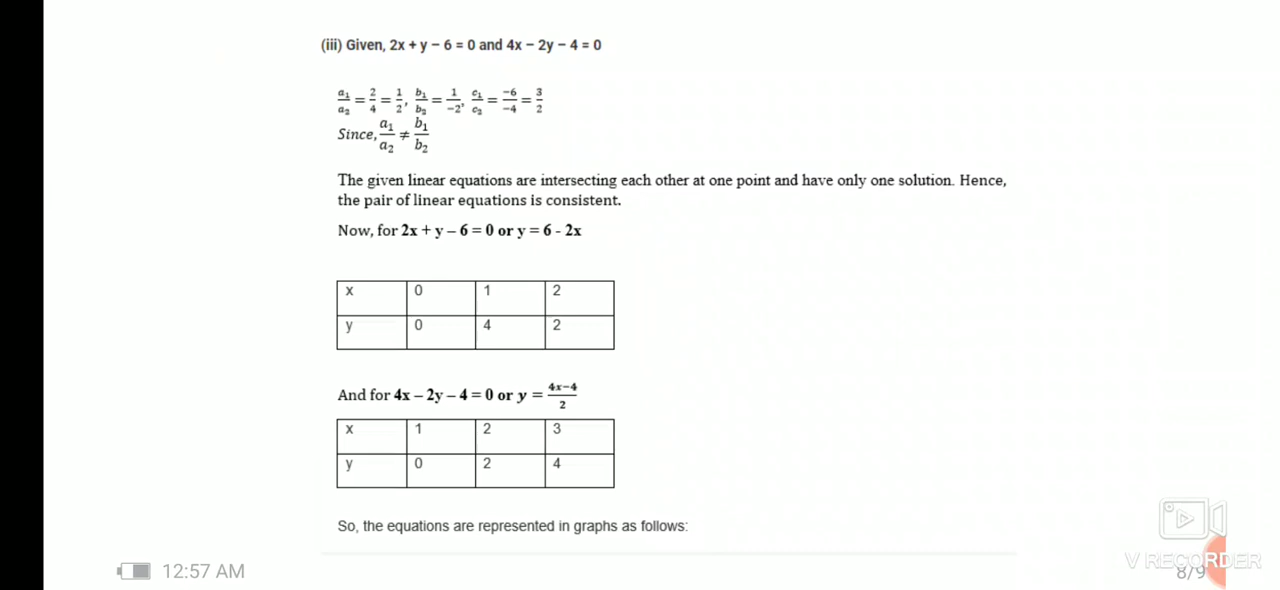 (iii) Given, 2x + y – 6 = 0 and 4x – 2y – 4 = 0
a₁/a₂ = 2/4 = 1/2, b₁/b₂ = 1/-2, c₁/c₂ = -6/-4 = 3/2
Since, a₁/a₂ ≠ b₁/b₂
The given linear equations are intersecting each other at one point and have only one solution. Hence,
the pair of linear equations is consistent.
Now, for 2x + y – 6 = 0 or y = 6 - 2x
x 0 1 2
y 0 4 2
And for 4x – 2y – 4 = 0 or y = 4x−4/2
x 1 2 3
y 0 2 4
So, the equations are represented in graphs as follows:
V RECORDER
12:57 AM 8/9